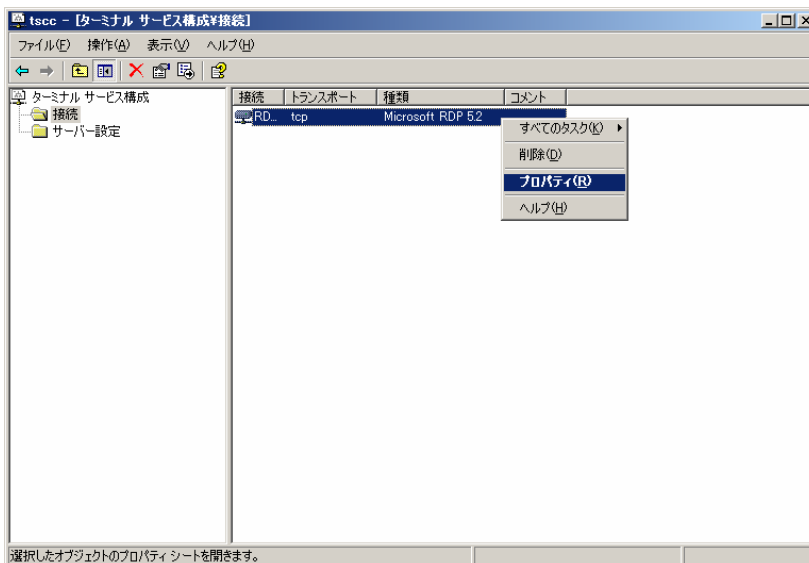 tscc - [ターミナル サービス構成¥接続]
ファイル(F) 操作(A) 表示(V) ヘルプ(H)
ターミナル サービス構成
接続
サーバー設定
接続 トランスポート 種類 コメント
RD... tcp Microsoft RDP 5.2
すべてのタスク(K)
削除(D)
プロパティ(R)
ヘルプ(H)
選択したオブジェクトのプロパティ シートを開きます。